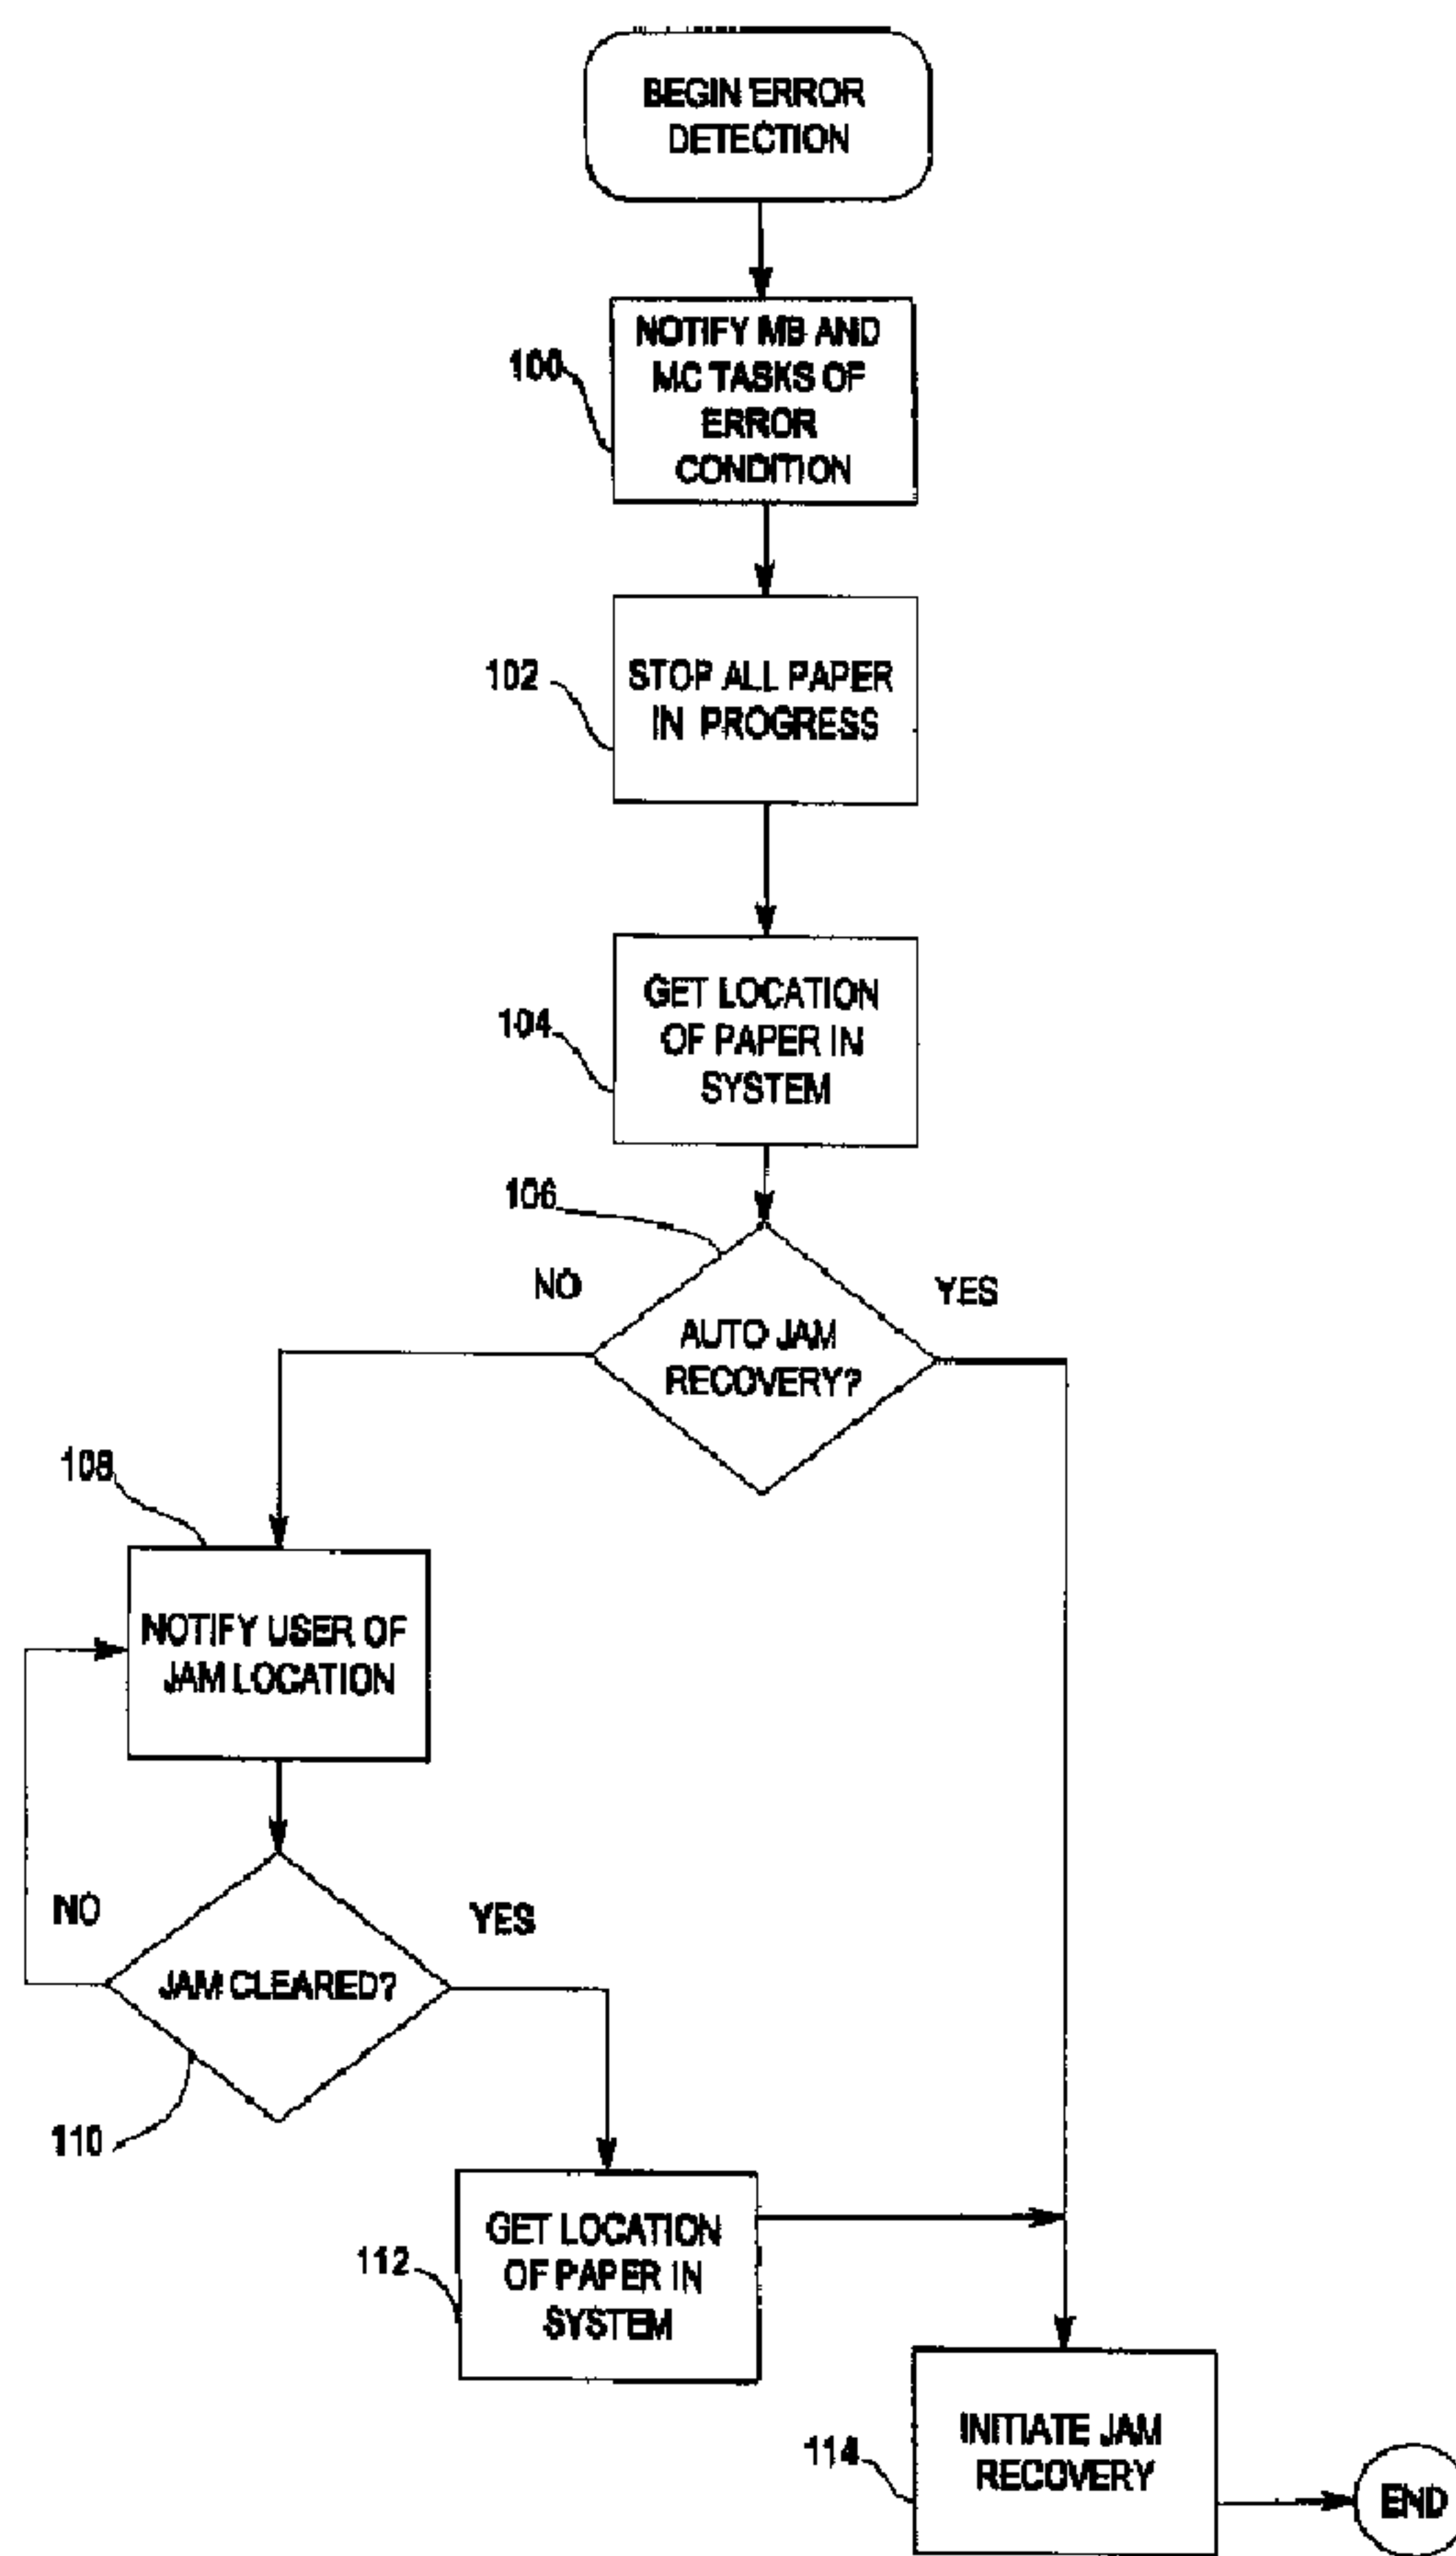 BEGIN ERROR
DETECTION
100
NOTIFY MB AND
MC TASKS OF
ERROR
CONDITION
102
STOP ALL PAPER
IN PROGRESS
104
GET LOCATION
OF PAPER IN
SYSTEM
106
NO
YES
AUTO JAM
RECOVERY?
108
NOTIFY USER OF
JAM LOCATION
NO
YES
JAM CLEARED?
110
112
GET LOCATION
OF PAPER IN
SYSTEM
114
INITIATE JAM
RECOVERY
END